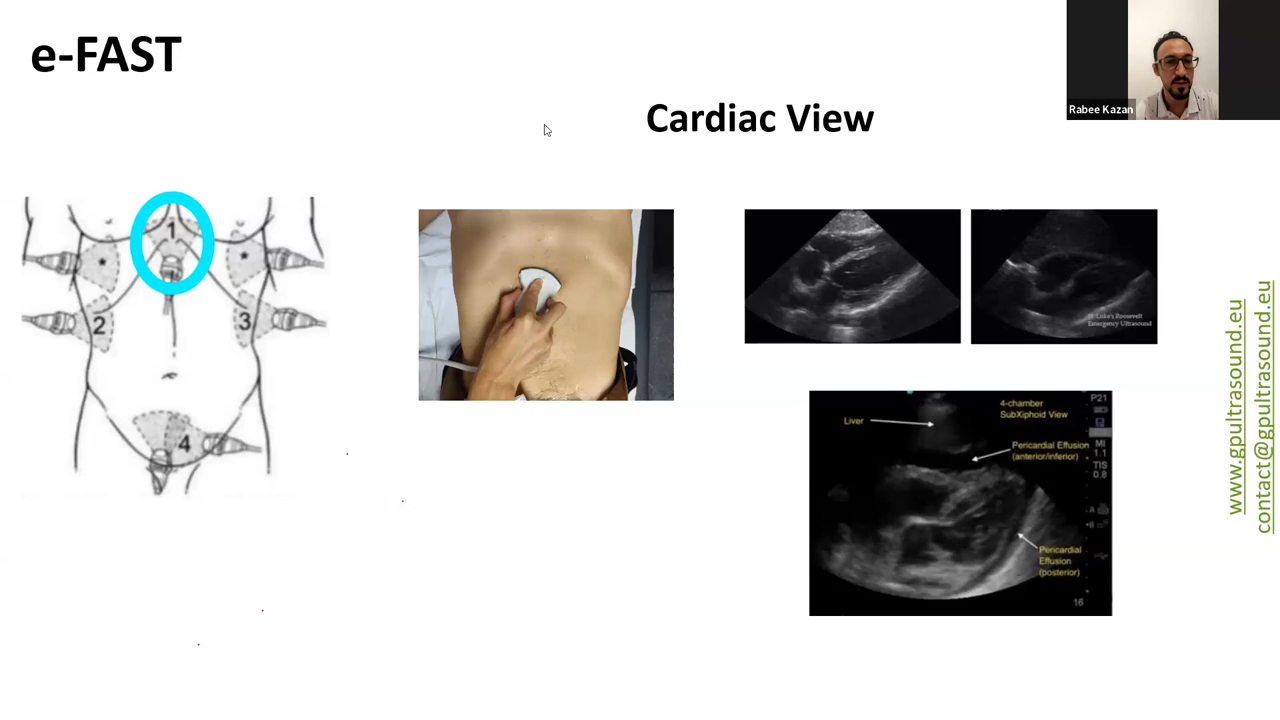 e-FAST
Rabee Kazan
Cardiac View
1
*
*
2
3
4
Luke's Roosevelt
Emergency Ultrasound
4-chamber
SubXiphoid View
Liver
Pericardial Effusion
(anterior/inferior)
Pericardial
Effusion
(posterior)
P21
MI
1.1
TIS
0.8
A
B
16
www.gpultrasound.eu
contact@gpultrasound.eu